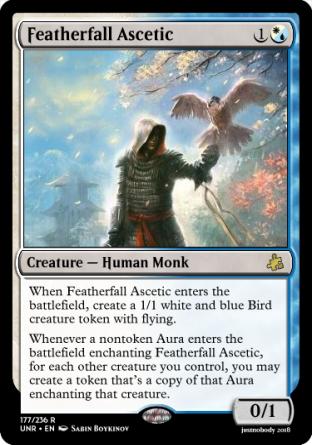 Featherfall Ascetic 1
Creature — Human Monk
When Featherfall Ascetic enters the
battlefield, create a 1/1 white and blue Bird
creature token with flying.
Whenever a nontoken Aura enters the
battlefield enchanting Featherfall Ascetic,
for each other creature you control, you may
create a token that's a copy of that Aura
enchanting that creature.
0/1
177/236 R
UNR • EN Sabin Boykinov
justnobody 2018